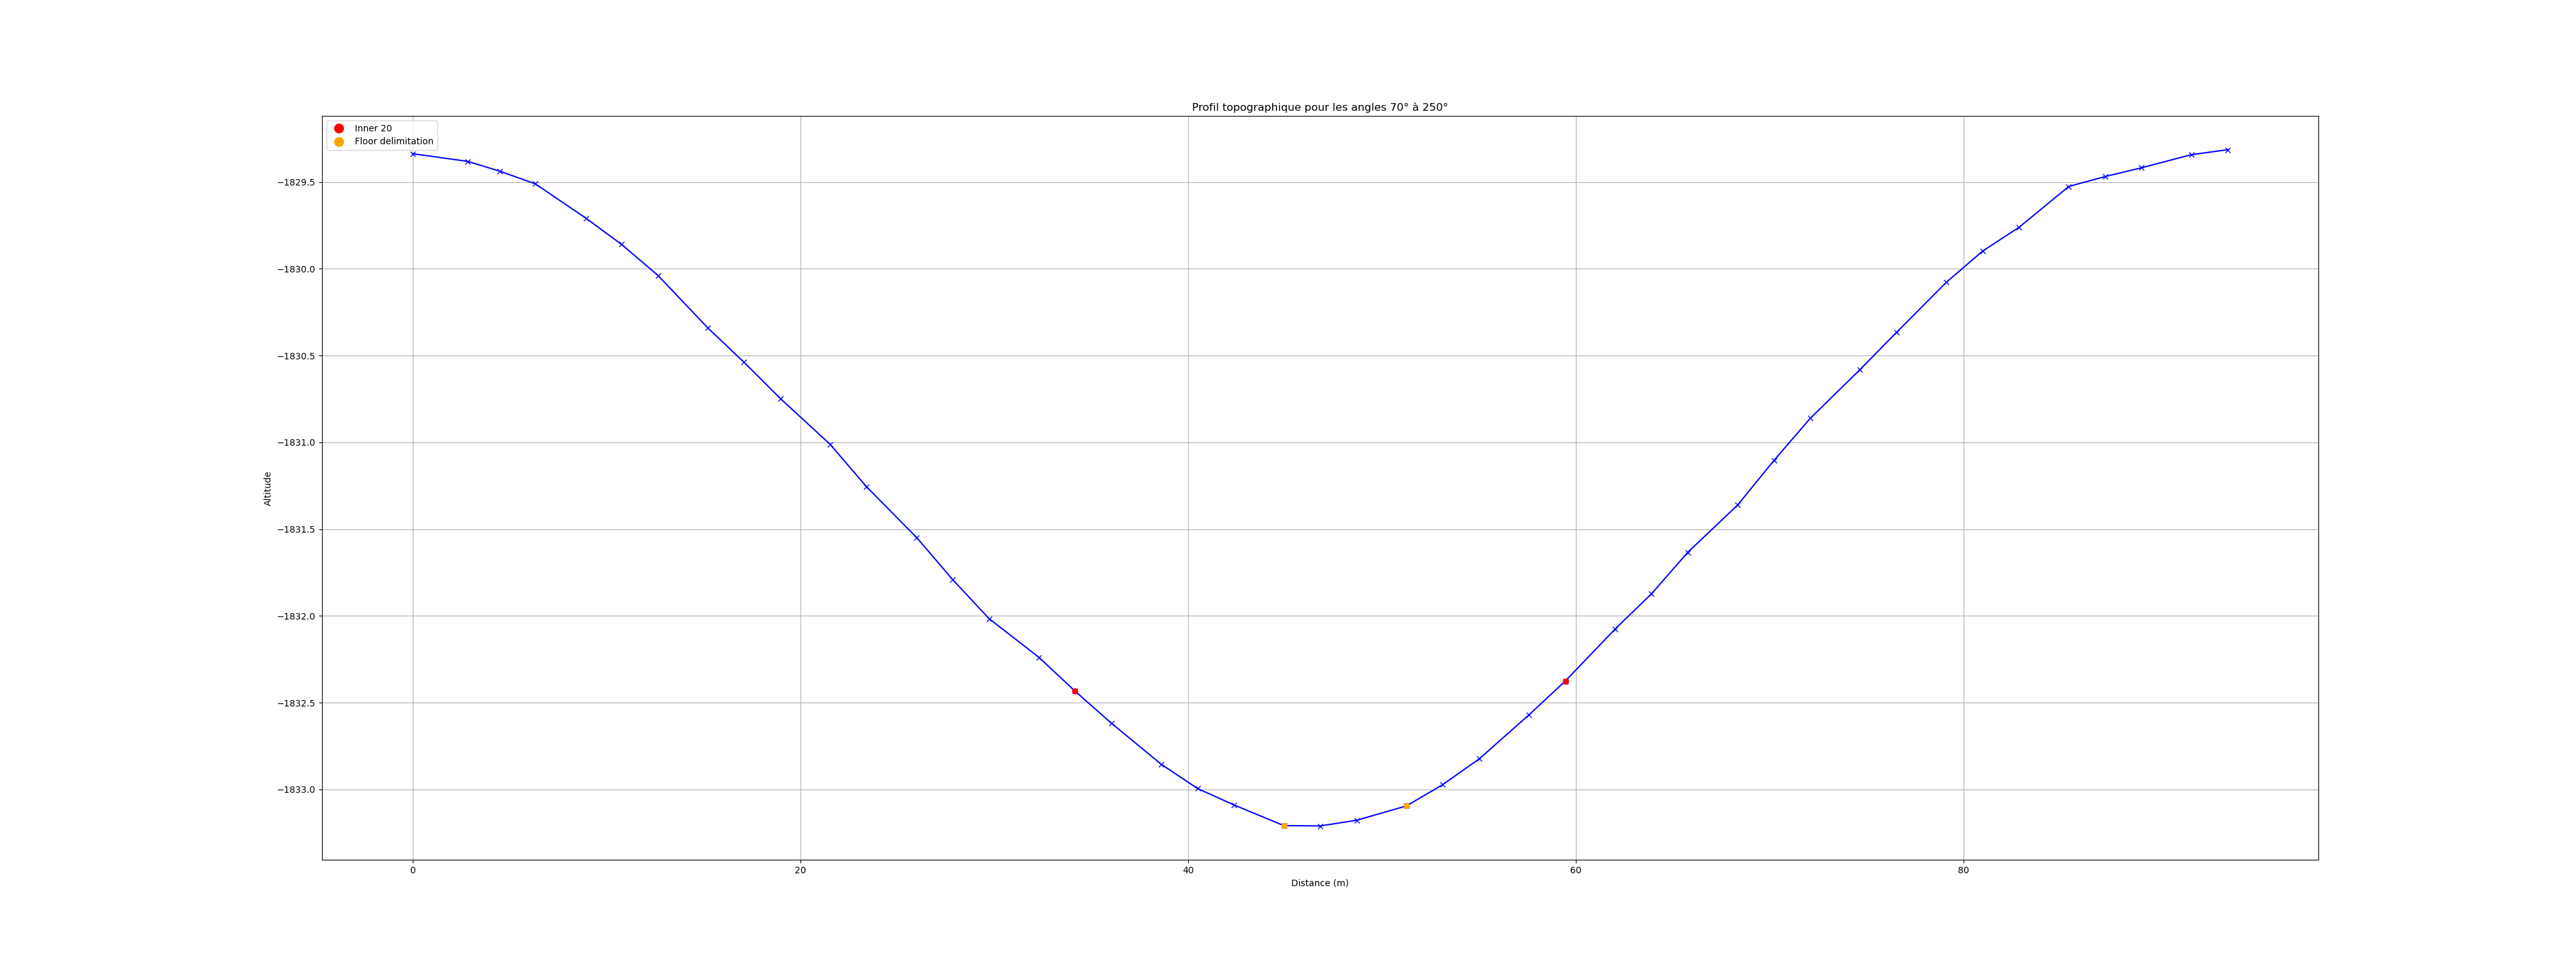 Profil topographique pour les angles 70° à 250°
Inner 20
Floor delimitation
−1829.5
−1830.0
−1830.5
−1831.0
−1831.5
−1832.0
−1832.5
−1833.0
Altitude
0 20 40 60 80
Distance (m)